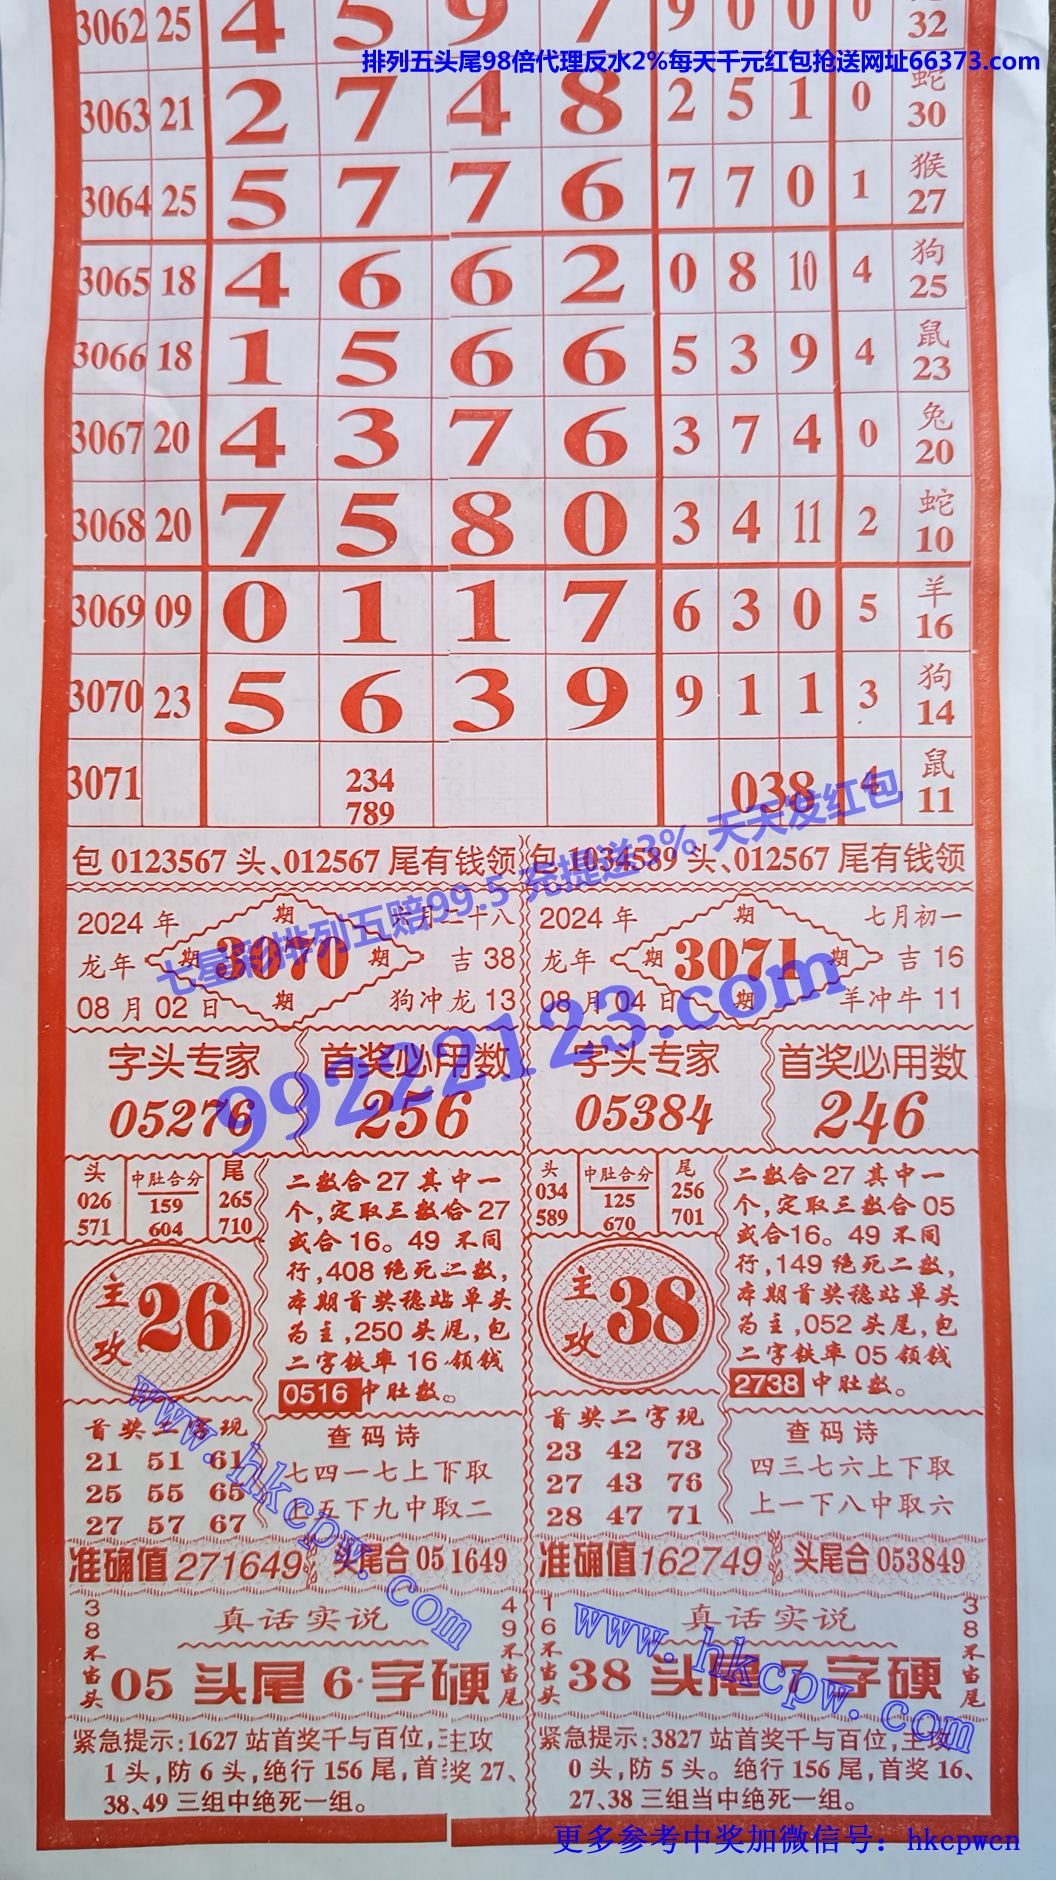 3062 25 4 5 9 7 9 0 0 0 32
排列五头尾98倍代理反水2%每天千元红包抢送网址66373.com
3063 21 2 7 4 8 2 5 1 0 蛇 30
3064 25 5 7 7 6 7 7 0 1 猴 27
3065 18 4 6 6 2 0 8 10 4 狗 25
3066 18 1 5 6 6 5 3 9 4 鼠 23
3067 20 4 3 7 6 3 7 4 0 兔 20
3068 20 7 5 8 0 3 4 11 2 蛇 10
3069 09 0 1 1 7 6 3 0 5 羊 16
3070 23 5 6 3 9 9 1 1 3 狗 14
3071 234 789 038 4 鼠 11
包 0123567 头、012567 尾有钱领
包 1034589 头、012567 尾有钱领
七星彩排列五赔99.5 充提送3% 天天发红包
99222123.com
2024 年 期 六月二十八
龙年 期 3070 期 吉 38
08 月 02 日 期 狗冲龙 13
字头专家 首奖必用数
05276 256
头 中肚合分 尾
026 159 265
571 604 710
主攻 26
二数合 27 其中一
个,定取三数合 27
或合 16。49 不同
行,408 绝死二数,
本期首奖稳站单头
为主,250 头尾,包
二字铁率 16 领钱
0516 中肚数。
首奖二字现
21 51 61
25 55 65
27 57 67
查码诗
七四一七上下取
上五下九中取二
准确值 271649 头尾合 05 1649
38不当头
真话实说
49不当尾
05 头尾 6·字硬
紧急提示:1627 站首奖千与百位,主攻
1 头,防 6 头,绝行 156 尾,首奖 27、
38、49 三组中绝死一组。
2024 年 期 七月初一
龙年 期 3071 期 吉 16
08 月 04 日 期 羊冲牛 11
字头专家 首奖必用数
05384 246
头 中肚合分 尾
034 125 256
589 670 701
主攻 38
二数合 27 其中一
个,定取三数合 05
或合16。49 不同
行,149 绝死二数,
本期首奖稳站单头
为主,052 头尾,包
二字铁率 05 领钱
2738 中肚数。
首奖二字现
23 42 73
27 43 76
28 47 71
查码诗
四三七六上下取
上一下八中取六
准确值 162749 头尾合 053849
16不当头
真话实说
38不当尾
38 头尾 7·字硬
紧急提示:3827 站首奖千与百位,主攻
0 头,防 5 头。绝行 156 尾,首奖 16、
27、38 三组当中绝死一组。
www.hkcpw.com
www.hkcpw.com
更多参考中奖加微信号：hkcpwcn